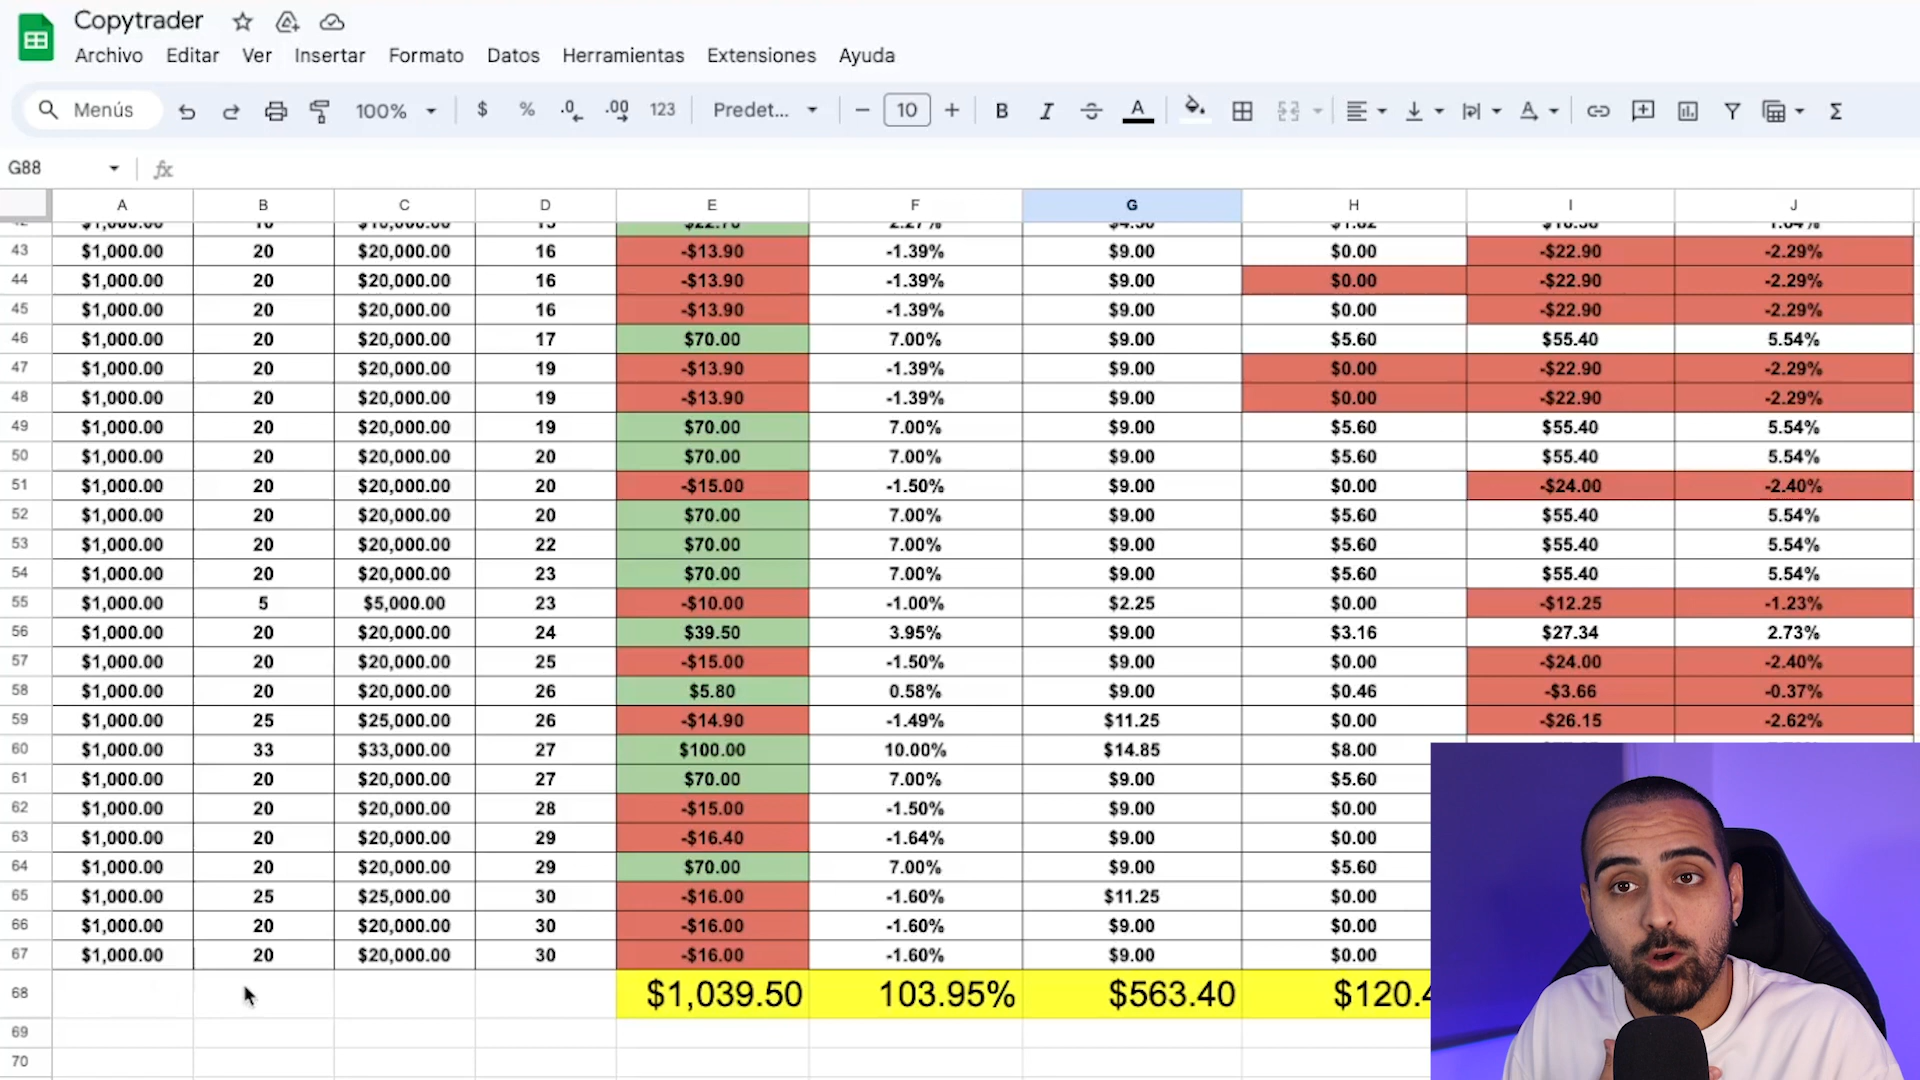 Copytrader
Archivo Editar Ver Insertar Formato Datos Herramientas Extensiones Ayuda
Menús 100% $ % .0 .00 123 Predet... − 10 + B I A A Σ
G88 fx
A B C D E F G H I J
43 $1,000.00 20 $20,000.00 16 -$13.90 -1.39% $9.00 $0.00 -$22.90 -2.29%
44 $1,000.00 20 $20,000.00 16 -$13.90 -1.39% $9.00 $0.00 -$22.90 -2.29%
45 $1,000.00 20 $20,000.00 16 -$13.90 -1.39% $9.00 $0.00 -$22.90 -2.29%
46 $1,000.00 20 $20,000.00 17 $70.00 7.00% $9.00 $5.60 $55.40 5.54%
47 $1,000.00 20 $20,000.00 19 -$13.90 -1.39% $9.00 $0.00 -$22.90 -2.29%
48 $1,000.00 20 $20,000.00 19 -$13.90 -1.39% $9.00 $0.00 -$22.90 -2.29%
49 $1,000.00 20 $20,000.00 19 $70.00 7.00% $9.00 $5.60 $55.40 5.54%
50 $1,000.00 20 $20,000.00 20 $70.00 7.00% $9.00 $5.60 $55.40 5.54%
51 $1,000.00 20 $20,000.00 20 -$15.00 -1.50% $9.00 $0.00 -$24.00 -2.40%
52 $1,000.00 20 $20,000.00 20 $70.00 7.00% $9.00 $5.60 $55.40 5.54%
53 $1,000.00 20 $20,000.00 22 $70.00 7.00% $9.00 $5.60 $55.40 5.54%
54 $1,000.00 20 $20,000.00 23 $70.00 7.00% $9.00 $5.60 $55.40 5.54%
55 $1,000.00 5 $5,000.00 23 -$10.00 -1.00% $2.25 $0.00 -$12.25 -1.23%
56 $1,000.00 20 $20,000.00 24 $39.50 3.95% $9.00 $3.16 $27.34 2.73%
57 $1,000.00 20 $20,000.00 25 -$15.00 -1.50% $9.00 $0.00 -$24.00 -2.40%
58 $1,000.00 20 $20,000.00 26 $5.80 0.58% $9.00 $0.46 -$3.66 -0.37%
59 $1,000.00 25 $25,000.00 26 -$14.90 -1.49% $11.25 $0.00 -$26.15 -2.62%
60 $1,000.00 33 $33,000.00 27 $100.00 10.00% $14.85 $8.00
61 $1,000.00 20 $20,000.00 27 $70.00 7.00% $9.00 $5.60
62 $1,000.00 20 $20,000.00 28 -$15.00 -1.50% $9.00 $0.00
63 $1,000.00 20 $20,000.00 29 -$16.40 -1.64% $9.00 $0.00
64 $1,000.00 20 $20,000.00 29 $70.00 7.00% $9.00 $5.60
65 $1,000.00 25 $25,000.00 30 -$16.00 -1.60% $11.25 $0.00
66 $1,000.00 20 $20,000.00 30 -$16.00 -1.60% $9.00 $0.00
67 $1,000.00 20 $20,000.00 30 -$16.00 -1.60% $9.00 $0.00
68 $1,039.50 103.95% $563.40 $120.4
69
70